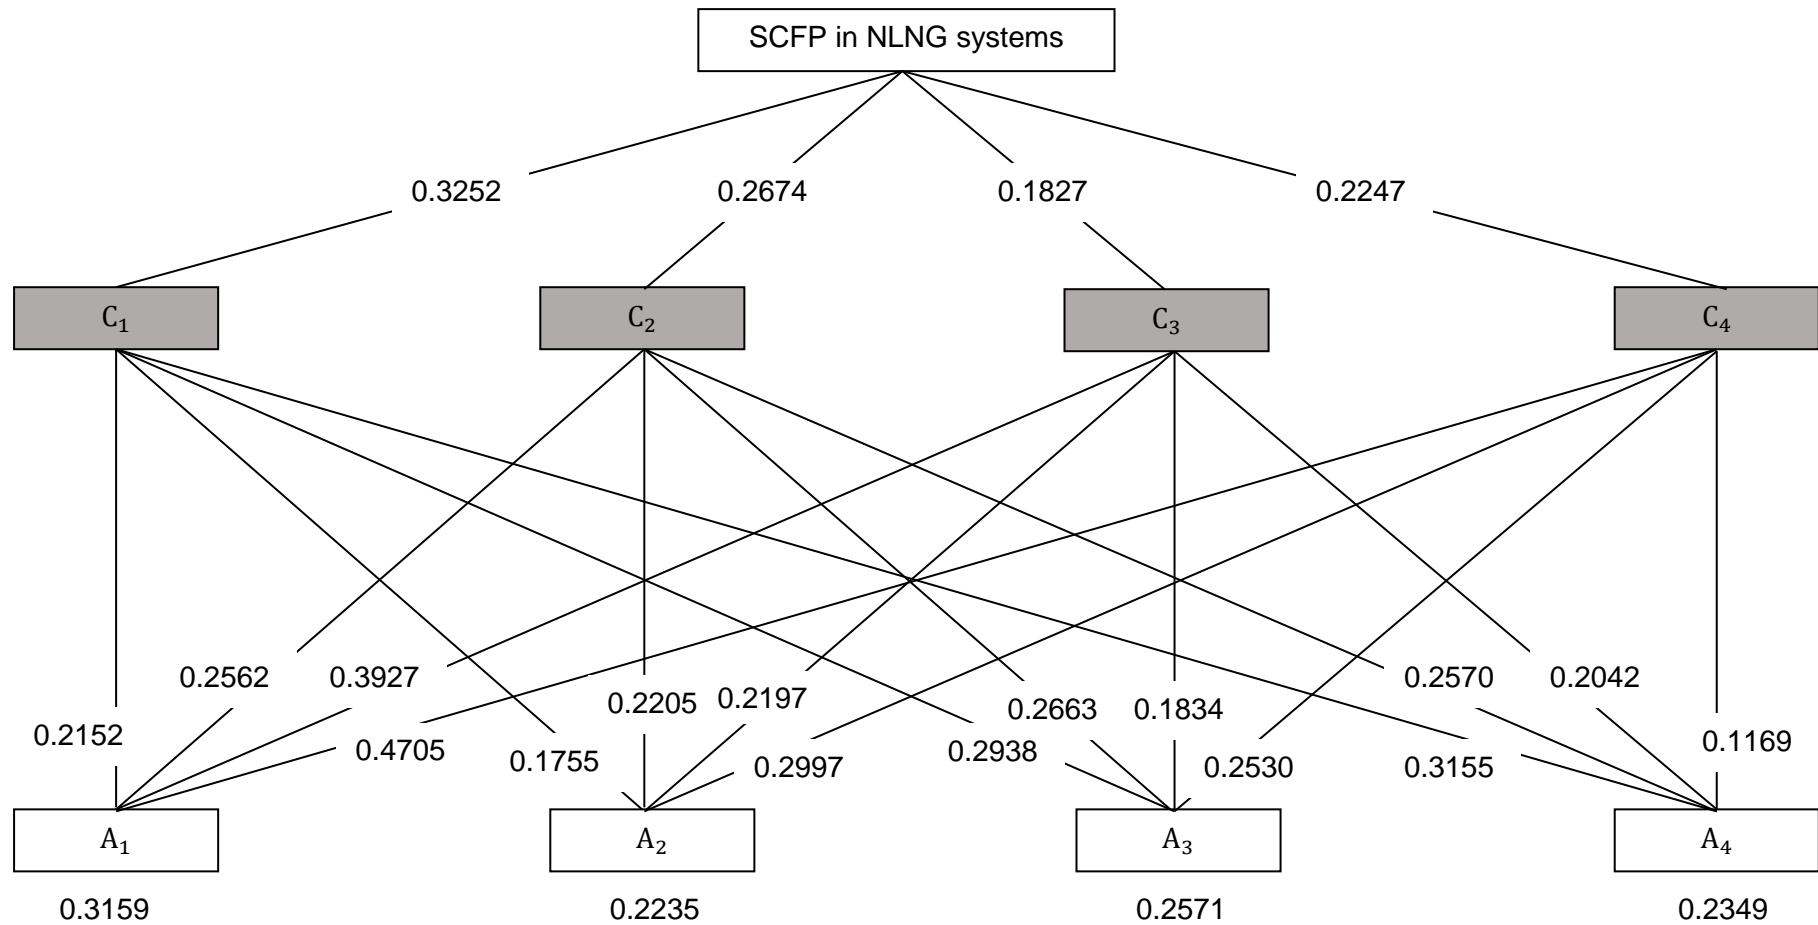 SCFP in NLNG systems
0.3252 0.2674 0.1827 0.2247
C₁ C₂ C₃ C₄
0.2562 0.3927 0.2570 0.2042
0.2205 0.2197 0.2663 0.1834
0.2152 0.4705 0.1755 0.2997 0.2938 0.2530 0.3155 0.1169
A₁ A₂ A₃ A₄
0.3159 0.2235 0.2571 0.2349